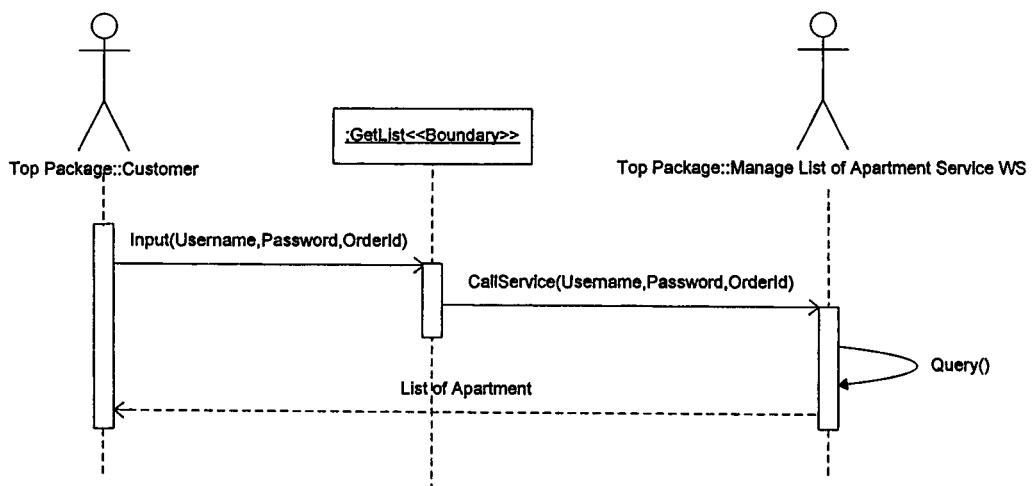 :GetList<<Boundary>>
Top Package::Customer
Top Package::Manage List of Apartment Service WS
Input(Username,Password,OrderId)
CallService(Username,Password,OrderId)
Query()
List of Apartment